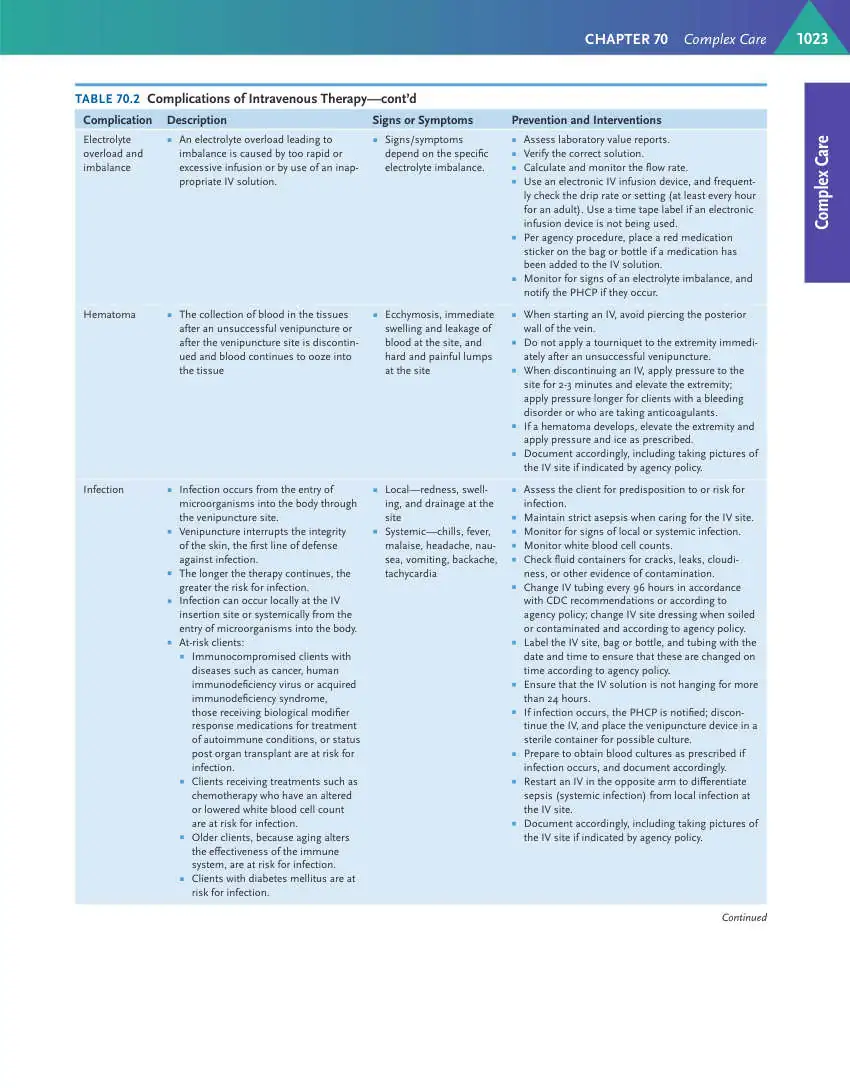 CHAPTER 70 Complex Care 1023
Complex Care
TABLE 70.2 Complications of Intravenous Therapy—cont'd
Complication Description Signs or Symptoms Prevention and Interventions
Electrolyte
overload and
imbalance
▪ An electrolyte overload leading to
imbalance is caused by too rapid or
excessive infusion or by use of an inap-
propriate IV solution.
▪ Signs/symptoms
depend on the specific
electrolyte imbalance.
▪ Assess laboratory value reports.
▪ Verify the correct solution.
▪ Calculate and monitor the flow rate.
▪ Use an electronic IV infusion device, and frequent-
ly check the drip rate or setting (at least every hour
for an adult). Use a time tape label if an electronic
infusion device is not being used.
▪ Per agency procedure, place a red medication
sticker on the bag or bottle if a medication has
been added to the IV solution.
▪ Monitor for signs of an electrolyte imbalance, and
notify the PHCP if they occur.
Hematoma
▪ The collection of blood in the tissues
after an unsuccessful venipuncture or
after the venipuncture site is discontin-
ued and blood continues to ooze into
the tissue
▪ Ecchymosis, immediate
swelling and leakage of
blood at the site, and
hard and painful lumps
at the site
▪ When starting an IV, avoid piercing the posterior
wall of the vein.
▪ Do not apply a tourniquet to the extremity immedi-
ately after an unsuccessful venipuncture.
▪ When discontinuing an IV, apply pressure to the
site for 2-3 minutes and elevate the extremity;
apply pressure longer for clients with a bleeding
disorder or who are taking anticoagulants.
▪ If a hematoma develops, elevate the extremity and
apply pressure and ice as prescribed.
▪ Document accordingly, including taking pictures of
the IV site if indicated by agency policy.
Infection
▪ Infection occurs from the entry of
microorganisms into the body through
the venipuncture site.
▪ Venipuncture interrupts the integrity
of the skin, the first line of defense
against infection.
▪ The longer the therapy continues, the
greater the risk for infection.
▪ Infection can occur locally at the IV
insertion site or systemically from the
entry of microorganisms into the body.
▪ At-risk clients:
▪ Immunocompromised clients with
diseases such as cancer, human
immunodeficiency virus or acquired
immunodeficiency syndrome,
those receiving biological modifier
response medications for treatment
of autoimmune conditions, or status
post organ transplant are at risk for
infection.
▪ Clients receiving treatments such as
chemotherapy who have an altered
or lowered white blood cell count
are at risk for infection.
▪ Older clients, because aging alters
the effectiveness of the immune
system, are at risk for infection.
▪ Clients with diabetes mellitus are at
risk for infection.
▪ Local—redness, swell-
ing, and drainage at the
site
▪ Systemic—chills, fever,
malaise, headache, nau-
sea, vomiting, backache,
tachycardia
▪ Assess the client for predisposition to or risk for
infection.
▪ Maintain strict asepsis when caring for the IV site.
▪ Monitor for signs of local or systemic infection.
▪ Monitor white blood cell counts.
▪ Check fluid containers for cracks, leaks, cloudi-
ness, or other evidence of contamination.
▪ Change IV tubing every 96 hours in accordance
with CDC recommendations or according to
agency policy; change IV site dressing when soiled
or contaminated and according to agency policy.
▪ Label the IV site, bag or bottle, and tubing with the
date and time to ensure that these are changed on
time according to agency policy.
▪ Ensure that the IV solution is not hanging for more
than 24 hours.
▪ If infection occurs, the PHCP is notified; discon-
tinue the IV, and place the venipuncture device in a
sterile container for possible culture.
▪ Prepare to obtain blood cultures as prescribed if
infection occurs, and document accordingly.
▪ Restart an IV in the opposite arm to differentiate
sepsis (systemic infection) from local infection at
the IV site.
▪ Document accordingly, including taking pictures of
the IV site if indicated by agency policy.
Continued